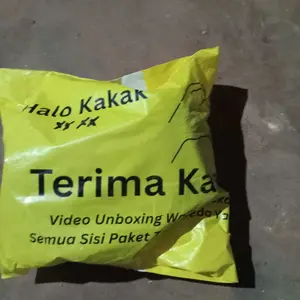 Halo Kakak
Terima Ka
Video Unboxing
Semua Sisi Paket